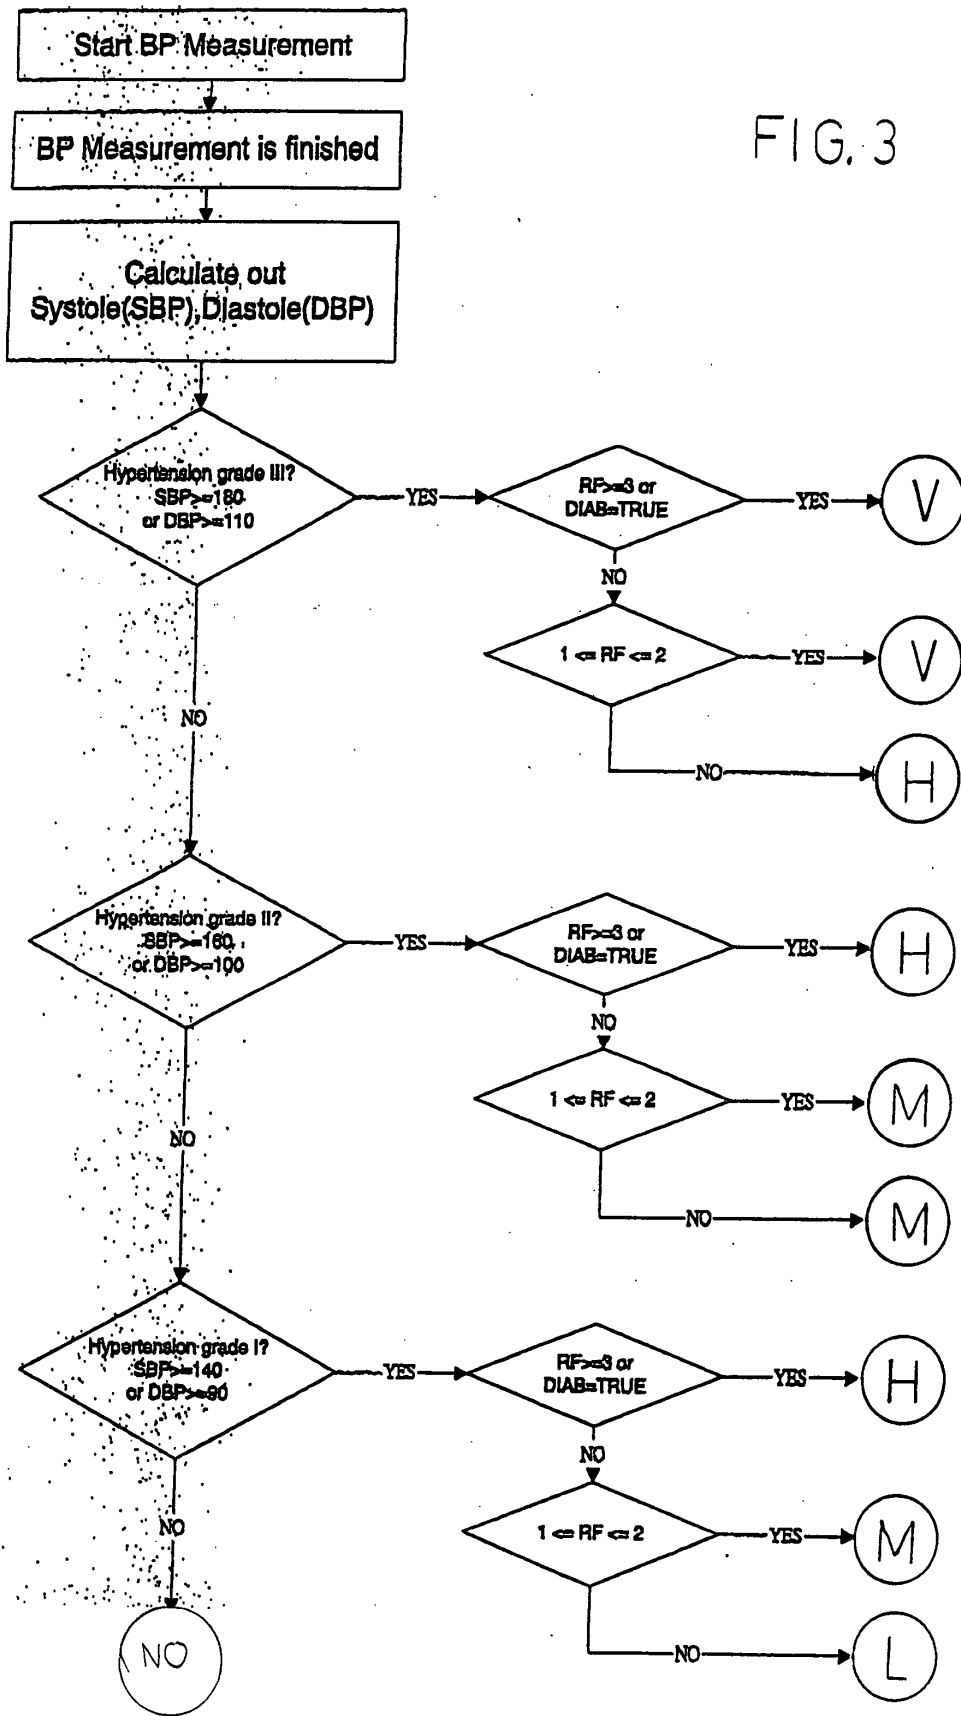 Start BP Measurement
FIG. 3
BP Measurement is finished
Calculate out
Systole(SBP),Diastole(DBP)
Hypertension grade III?
SBP>=180
or DBP>=110
YES
RF>=3 or
DIAB=TRUE
YES
V
NO
1 <= RF <= 2
YES
V
NO
NO
H
Hypertension grade II?
SBP>=160
or DBP>=100
YES
RF>=3 or
DIAB=TRUE
YES
H
NO
1 <= RF <= 2
YES
M
NO
NO
M
Hypertension grade I?
SBP>=140
or DBP>=90
YES
RF>=3 or
DIAB=TRUE
YES
H
NO
NO
1 <= RF <= 2
YES
M
NO
NO
L